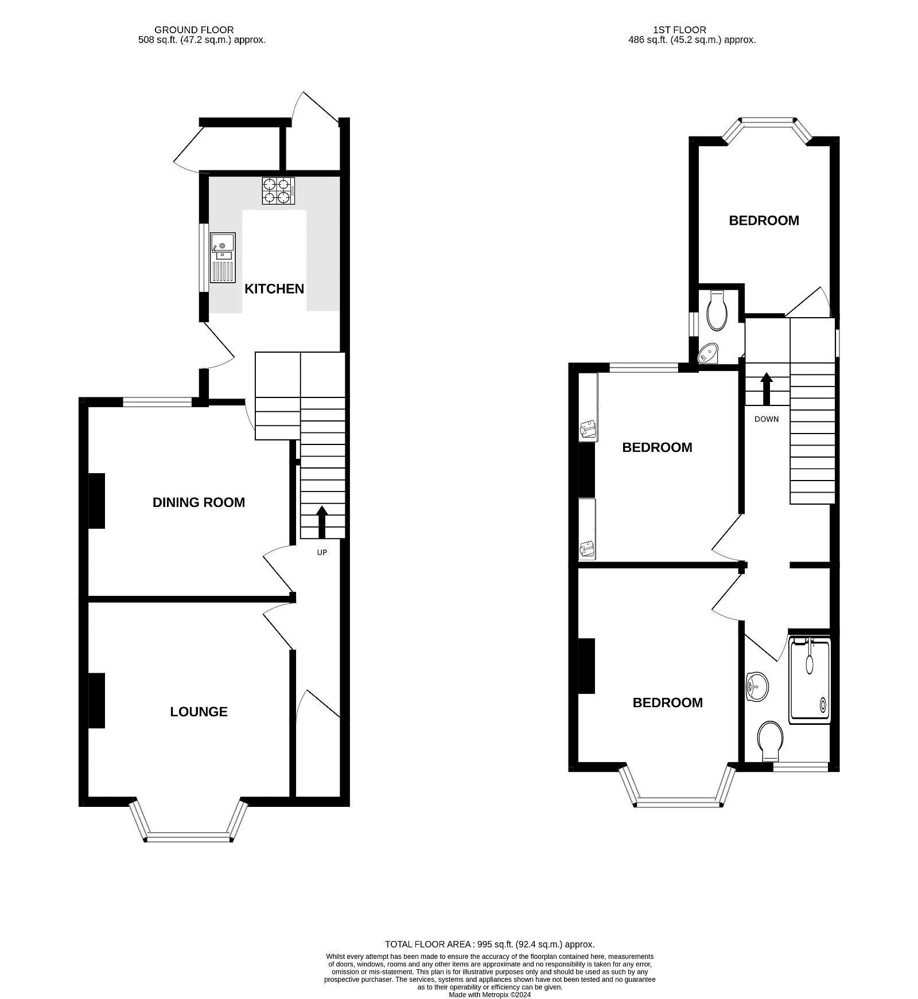 GROUND FLOOR
508 sq.ft. (47.2 sq.m.) approx.
1ST FLOOR
486 sq.ft. (45.2 sq.m.) approx.
KITCHEN
DINING ROOM
UP
LOUNGE
BEDROOM
DOWN
BEDROOM
BEDROOM
TOTAL FLOOR AREA : 995 sq.ft. (92.4 sq.m.) approx.
Whilst every attempt has been made to ensure the accuracy of the floorplan contained here, measurements
of doors, windows, rooms and any other items are approximate and no responsibility is taken for any error,
omission or mis-statement. This plan is for illustrative purposes only and should be used as such by any
prospective purchaser. The services, systems and appliances shown have not been tested and no guarantee
as to their operability or efficiency can be given.
Made with Metropix ©2024